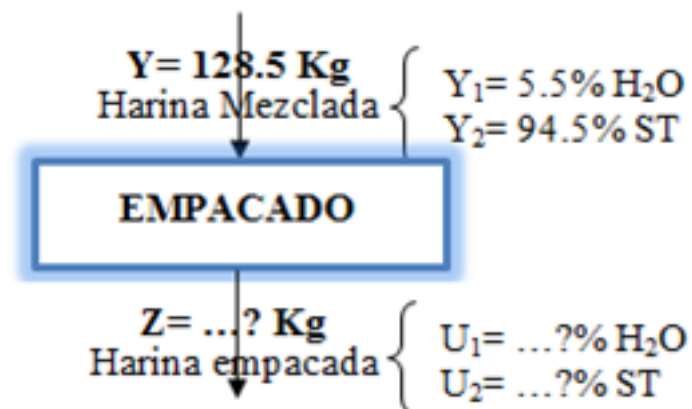 Y= 128.5 Kg
Harina Mezclada
Y₁= 5.5% H₂O
Y₂= 94.5% ST
EMPACADO
Z= ...? Kg
Harina empacada
U₁= ...?% H₂O
U₂= ...?% ST